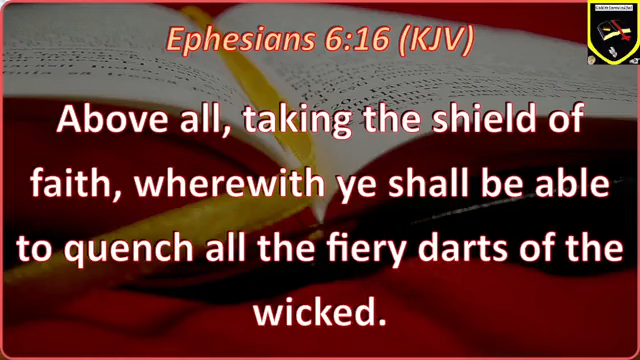 Ephesians 6:16 (KJV)
Above all, taking the shield of
faith, wherewith ye shall be able
to quench all the fiery darts of the
wicked.